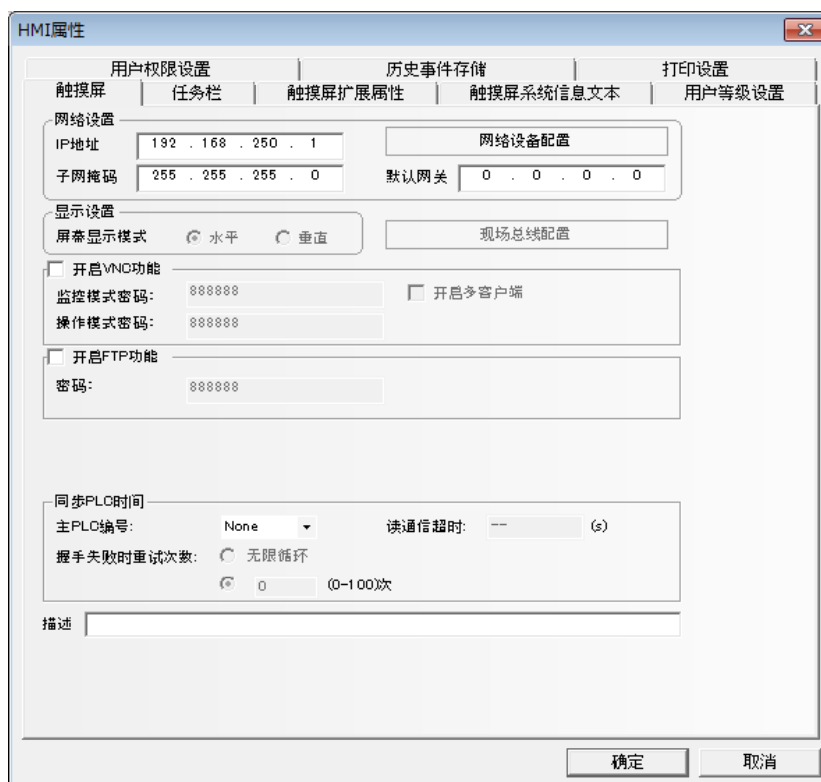 HMI属性
用户权限设置 历史事件存储 打印设置
触摸屏 任务栏 触摸屏扩展属性 触摸屏系统信息文本 用户等级设置
网络设置
IP地址 192 . 168 . 250 . 1 网络设备配置
子网掩码 255 . 255 . 255 . 0 默认网关 0 . 0 . 0 . 0
显示设置
屏幕显示模式 水平 垂直 现场总线配置
开启VNC功能
监控模式密码: 888888 开启多客户端
操作模式密码: 888888
开启FTP功能
密码: 888888
同步PLC时间
主PLC编号: None 读通信超时: -- (s)
握手失败时重试次数: 无限循环
0 (0-100)次
描述
确定 取消